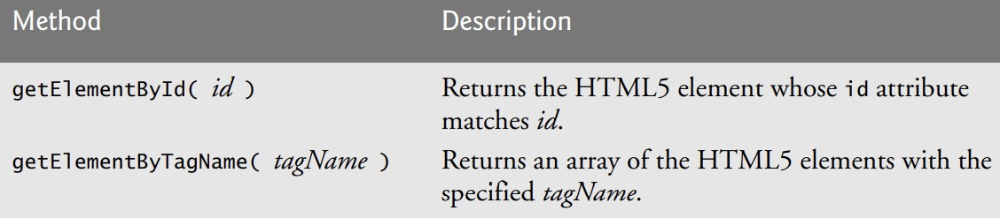 Method Description
getElementById( id ) Returns the HTML5 element whose id attribute
matches id.
getElementByTagName( tagName ) Returns an array of the HTML5 elements with the
specified tagName.